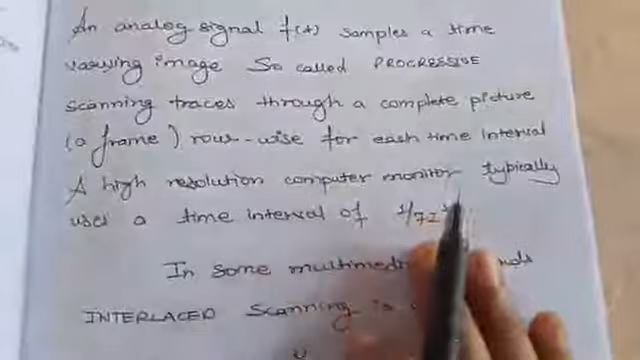 An analog signal f(t) samples a time
varying image So called PROGRESSIVE
scanning traces through a complete picture
(a frame) row-wise for each time interval
A high resolution computer monitor typically
uses a time interval of 1/72
In some
INTERLACED Scanning is